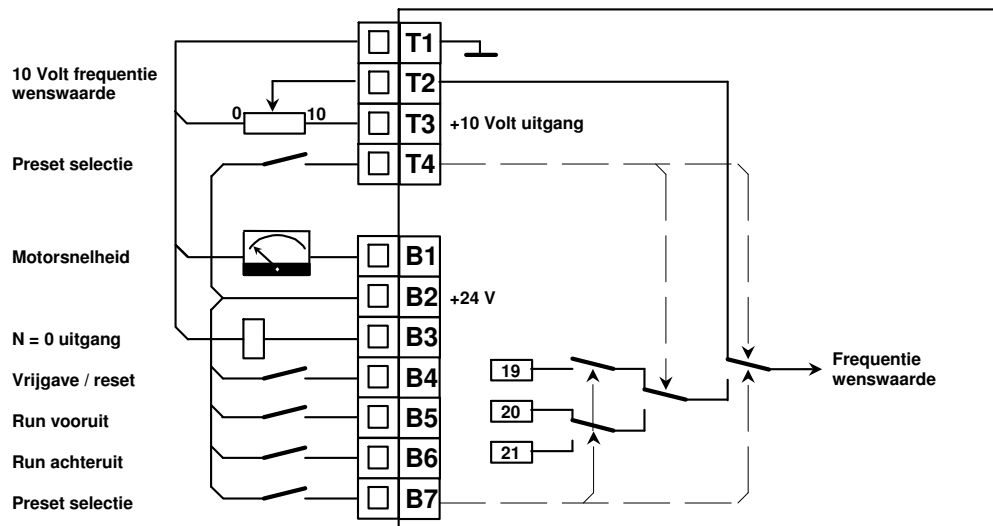 T1
10 Volt frequentie
wenswaarde
T2
0
10
T3
+10 Volt uitgang
Preset selectie
T4
Motorsnelheid
B1
B2
+24 V
N = 0 uitgang
B3
Vrijgave / reset
B4
19
Frequentie
wenswaarde
Run vooruit
B5
20
Run achteruit
B6
21
Preset selectie
B7